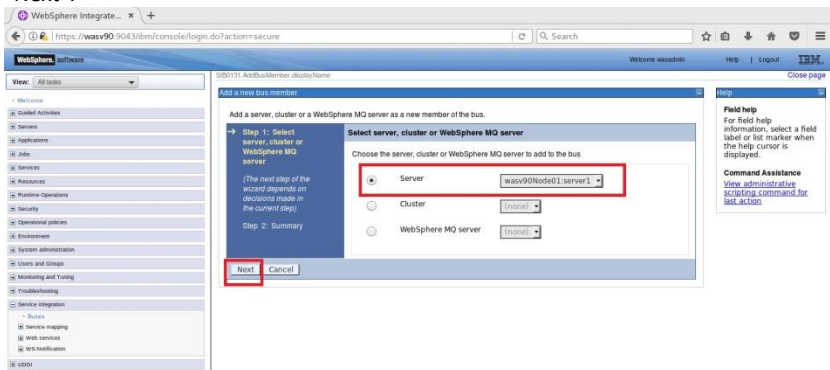 WebSphere Integrate... × +
https://wasv90:9043/ibm/console/login.do?action=secure
Search
WebSphere. software
Welcome wasadmin
Help | Logout
IBM.
View: All tasks
SIB0131.AddBusMember.displayName
Close page
Welcome
Guided Activities
Servers
Applications
Jobs
Services
Resources
Runtime Operations
Security
Operational policies
Environment
System administration
Users and Groups
Monitoring and Tuning
Troubleshooting
Service integration
Buses
Service mapping
Web services
WS-Notification
UDDI
Add a new bus member
Add a server, cluster or a WebSphere MQ server as a new member of the bus.
Step 1: Select
server, cluster or
WebSphere MQ
server
(The next step of the
wizard depends on
decisions made in
the current step)
Step 2: Summary
Select server, cluster or WebSphere MQ server
Choose the server, cluster or WebSphere MQ server to add to the bus
Server wasv90Node01:server1
Cluster (none)
WebSphere MQ server (none)
Next Cancel
Help
Field help
For field help
information, select a field
label or list marker when
the help cursor is
displayed.
Command Assistance
View administrative
scripting command for
last action